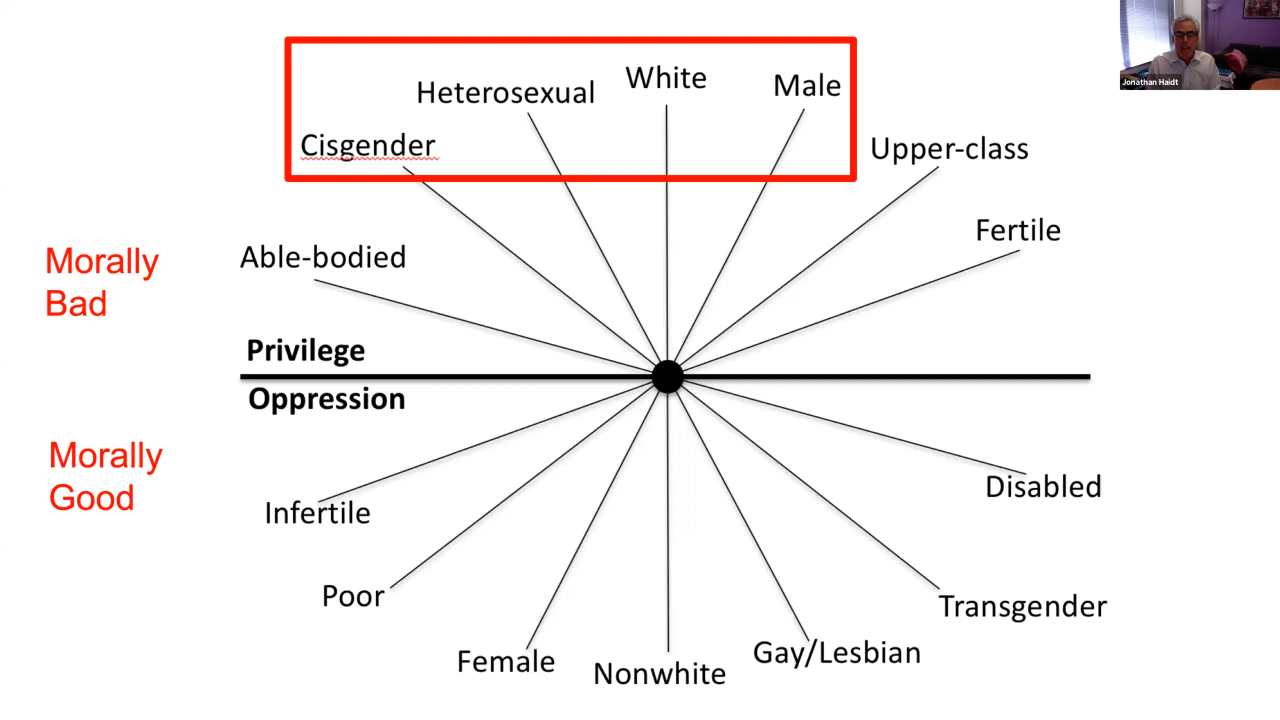 Jonathan Haidt
White
Heterosexual
Male
Cisgender
Upper-class
Fertile
Able-bodied
Morally
Bad
Privilege
Oppression
Morally
Good
Disabled
Infertile
Poor
Transgender
Female
Nonwhite
Gay/Lesbian